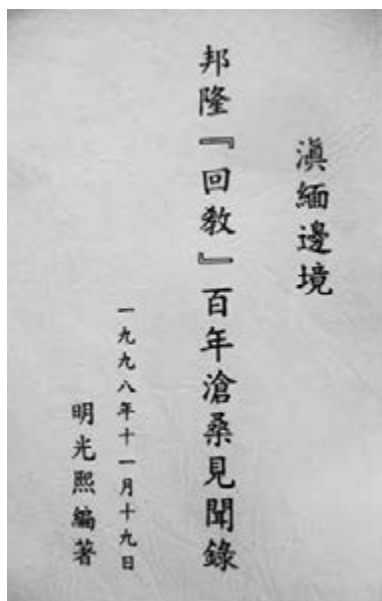 滇緬邊境
邦隆『回教』百年滄桑見聞錄
一九九八年十一月十九日
明光熙編著